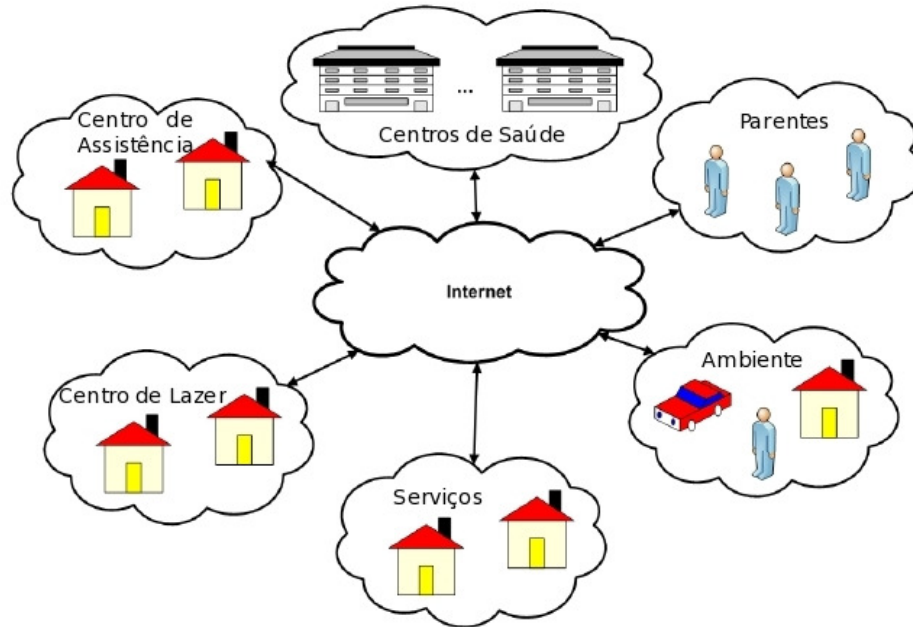 Centro de
Assistência
...
Centros de Saúde
Parentes
Internet
Centro de Lazer
Ambiente
Serviços